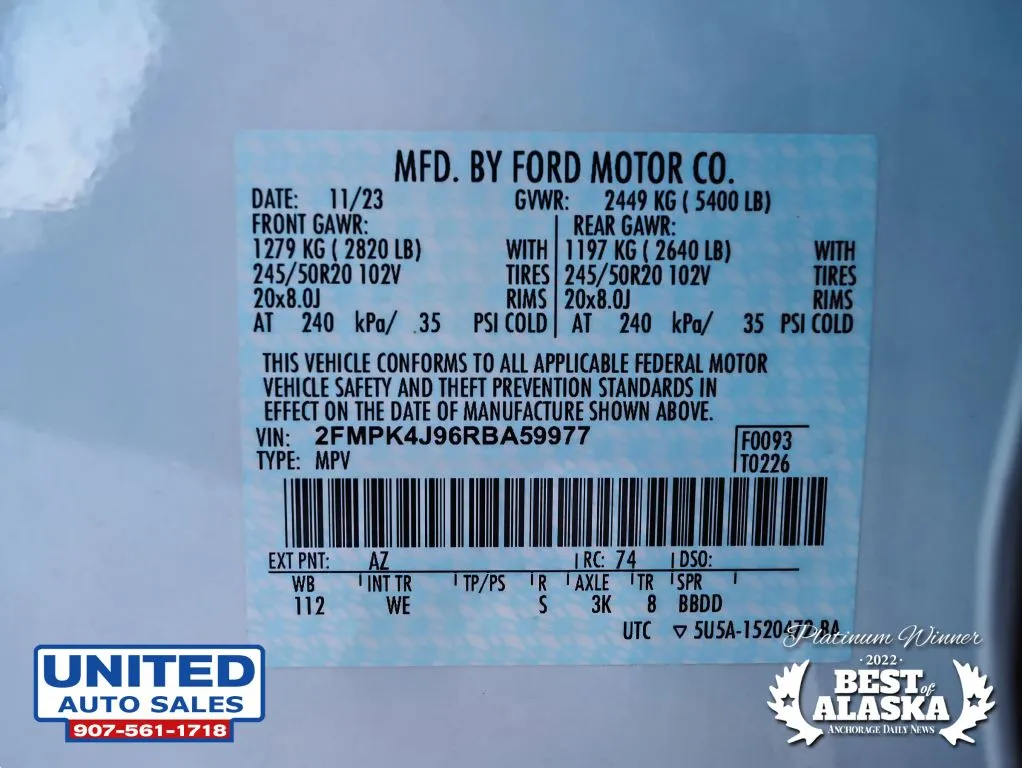 MFD. BY FORD MOTOR CO.
DATE: 11/23 GVWR: 2449 KG ( 5400 LB)
FRONT GAWR: REAR GAWR:
1279 KG ( 2820 LB) WITH 1197 KG ( 2640 LB) WITH
245/50R20 102V TIRES 245/50R20 102V TIRES
20x8.0J RIMS 20x8.0J RIMS
AT 240 kPa/ 35 PSI COLD AT 240 kPa/ 35 PSI COLD
THIS VEHICLE CONFORMS TO ALL APPLICABLE FEDERAL MOTOR
VEHICLE SAFETY AND THEFT PREVENTION STANDARDS IN
EFFECT ON THE DATE OF MANUFACTURE SHOWN ABOVE.
VIN: 2FMPK4J96RBA59977 F0093
TYPE: MPV T0226
EXT PNT: AZ RC: 74 DSO:
WB INT TR TP/PS R AXLE TR SPR
112 WE S 3K 8 BBDD
UTC ▽ 5U5A-1520472-BA
Platinum Winner
2022
BEST of
ALASKA
ANCHORAGE DAILY NEWS
UNITED
AUTO SALES
907-561-1718